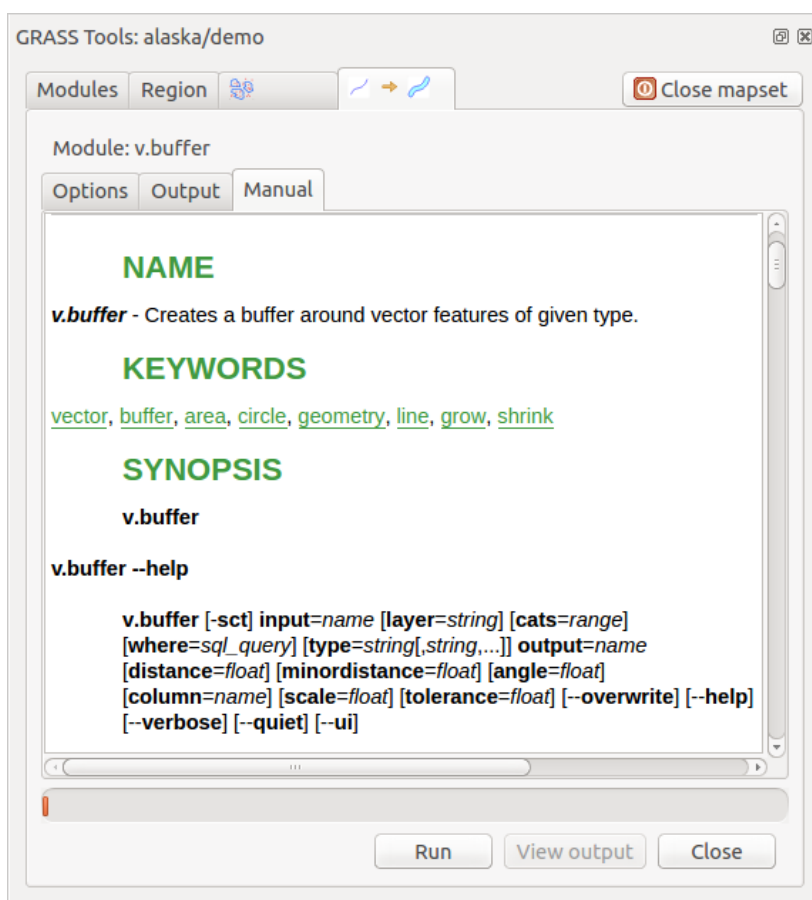 GRASS Tools: alaska/demo
Modules Region Close mapset
Module: v.buffer
Options Output Manual
NAME
v.buffer - Creates a buffer around vector features of given type.
KEYWORDS
vector, buffer, area, circle, geometry, line, grow, shrink
SYNOPSIS
v.buffer
v.buffer --help
v.buffer [-sct] input=name [layer=string] [cats=range]
[where=sql_query] [type=string[,string,...]] output=name
[distance=float] [minordistance=float] [angle=float]
[column=name] [scale=float] [tolerance=float] [--overwrite] [--help]
[--verbose] [--quiet] [--ui]
Run View output Close